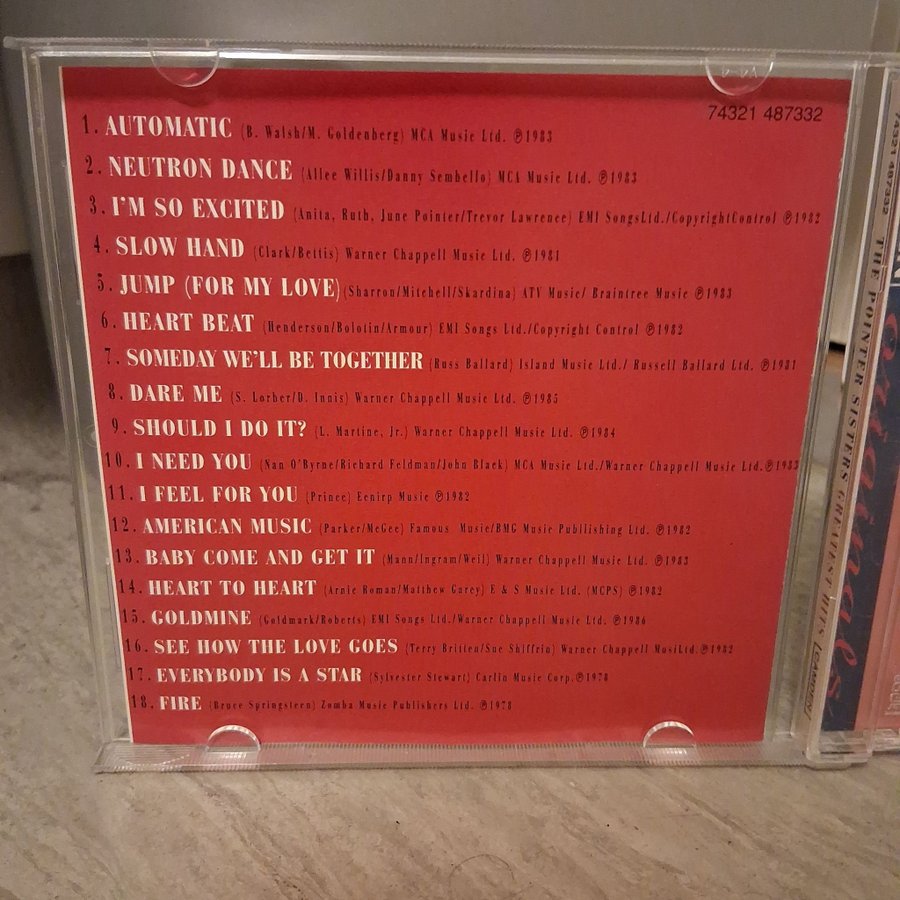 74321 487332
1. AUTOMATIC (B. Walsh/M. Goldenberg) MCA Music Ltd. ℗1983
2. NEUTRON DANCE (Allee Willis/Danny Sembello) MCA Music Ltd. ℗1983
3. I'M SO EXCITED (Anita, Ruth, June Pointer/Trevor Lawrence) EMI SongsLtd./CopyrightControl ℗1982
4. SLOW HAND (Clark/Bettis) Warner Chappell Music Ltd. ℗1981
5. JUMP (FOR MY LOVE) (Sharron/Mitchell/Skardina) ATV Music/ Braintree Music ℗1983
6. HEART BEAT (Henderson/Bolotin/Armour) EMI Songs Ltd./Copyright Control ℗1982
7. SOMEDAY WE'LL BE TOGETHER (Russ Ballard) Island Music Ltd./ Russell Ballard Ltd. ℗1981
8. DARE ME (S. Lorber/D. Innis) Warner Chappell Music Ltd. ℗1985
9. SHOULD I DO IT? (L. Martine, Jr.) Warner Chappell Music Ltd. ℗1984
10. I NEED YOU (Nan O'Byrne/Richard Feldman/John Black) MCA Music Ltd./Warner Chappell Music Ltd.℗1983
11. I FEEL FOR YOU (Prince) Eenirp Music ℗1982
12. AMERICAN MUSIC (Parker/McGee) Famous Music/BMG Music Publilishing Ltd. ℗1982
13. BABY COME AND GET IT (Mann/Ingram/Weil) Warner Chappell Music Ltd. ℗1983
14. HEART TO HEART (Arnie Roman/Matthew Garey) E & S Music Ltd. (MCPS) ℗1982
15. GOLDMINE (Goldmark/Roberts) EMI Songs Ltd./Warner Chappell Music Ltd. ℗1986
16. SEE HOW THE LOVE GOES (Terry Britten/Sue Shiffrin) Warner Chappell MusiLtd.℗1982
17. EVERYBODY IS A STAR (Sylvester Stewart) Carlin Music Corp.℗1978
18. FIRE (Bruce Springstern) Zomba Music Publishers Ltd. ℗1978
74321 487332 THE POINTER SISTERS GREATEST HITS CAMDEN
Originals